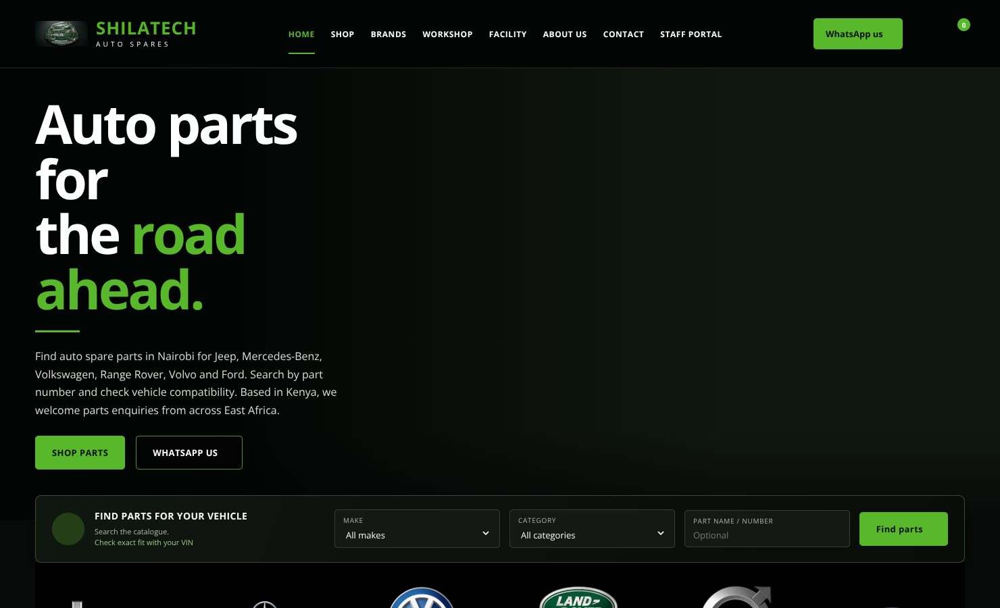 SHILATECH
AUTO SPARES
HOME
SHOP
BRANDS
WORKSHOP
FACILITY
ABOUT US
CONTACT
STAFF PORTAL
WhatsApp us
0
Auto parts
for
the road
ahead.
Find auto spare parts in Nairobi for Jeep, Mercedes-Benz,
Volkswagen, Range Rover, Volvo and Ford. Search by part
number and check vehicle compatibility. Based in Kenya, we
welcome parts enquiries from across East Africa.
SHOP PARTS
WHATSAPP US
FIND PARTS FOR YOUR VEHICLE
Search the catalogue.
Check exact fit with your VIN
MAKE
All makes
CATEGORY
All categories
PART NAME / NUMBER
Optional
Find parts
LAND-